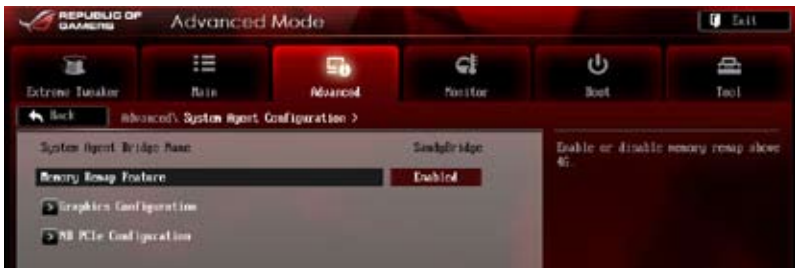 REPUBLIC OF GAMERS
Advanced Mode
Exit
Extreme Tweaker
Main
Advanced
Monitor
Boot
Tool
Back
Advanced\ System Agent Configuration >
System Agent Bridge Name
SandyBridge
Enable or disable memory remap above 4G.
Memory Remap Feature
Enabled
> Graphics Configuration
> NB PCIe Configuration